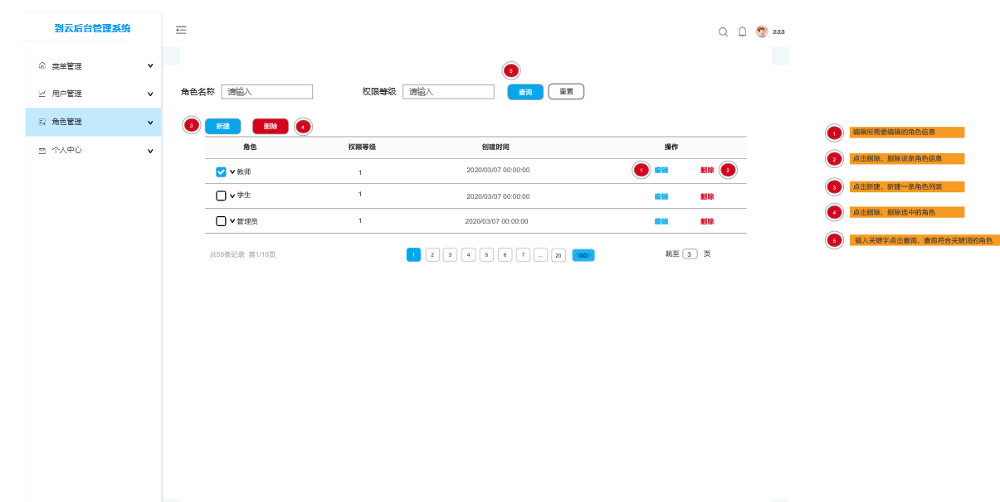 到云后台管理系统
aaa
菜单管理
用户管理
角色管理
个人中心
5
角色名称 请输入 权限等级 请输入 查询 重置
3 新建 删除 4
角色 权限等级 创建时间 操作
教师 1 2020/03/07 00:00:00 1 编辑 删除 2
学生 1 2020/03/07 00:00:00 编辑 删除
管理员 1 2020/03/07 00:00:00 编辑 删除
共50条记录 第1/10页 1 2 3 4 5 6 7 ... 20 GO 跳至 3 页
1 编辑所需要编辑的角色信息
2 点击删除，删除该条角色信息
3 点击新建，新建一条角色列表
4 点击删除，删除选中的角色
5 输入关键字点击查询，查询符合关键词的角色